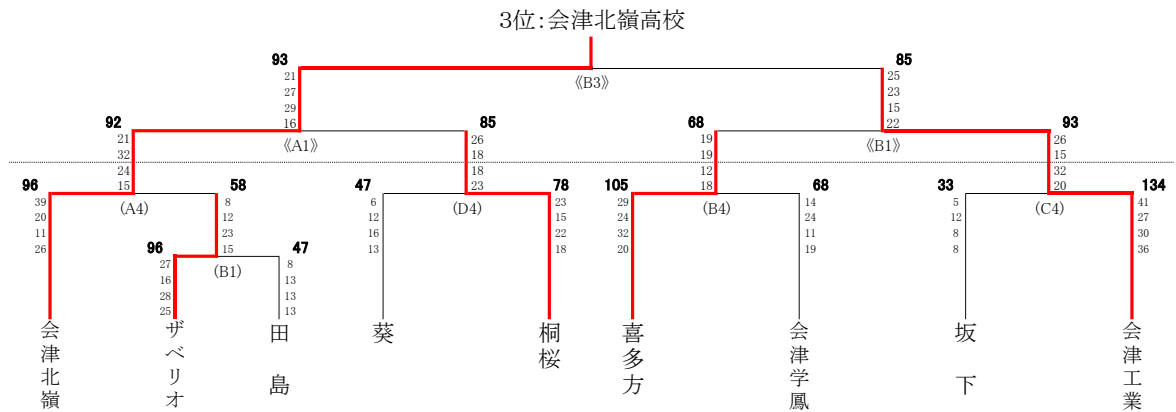 3位：会津北嶺高校
93 85
21 25
《B3》
27 23
29 15
16 22
92 85 68 93
《A1》 《B1》
21 26 19 26
32 18 19 15
24 18 12 32
15 23 18 20
96 58 47 78 105 68 33 134
(A4) (D4) (B4) (C4)
39 8 6 23 29 14 5 41
20 12 12 15 24 24 12 27
11 23 16 22 32 11 8 30
26 15 13 18 20 19 8 36
96 47
(B1)
27 8
16 13
28 13
25 13
会津北嶺
ザベリオ
田島
葵
桐桜
喜多方
会津学鳳
坂下
会津工業